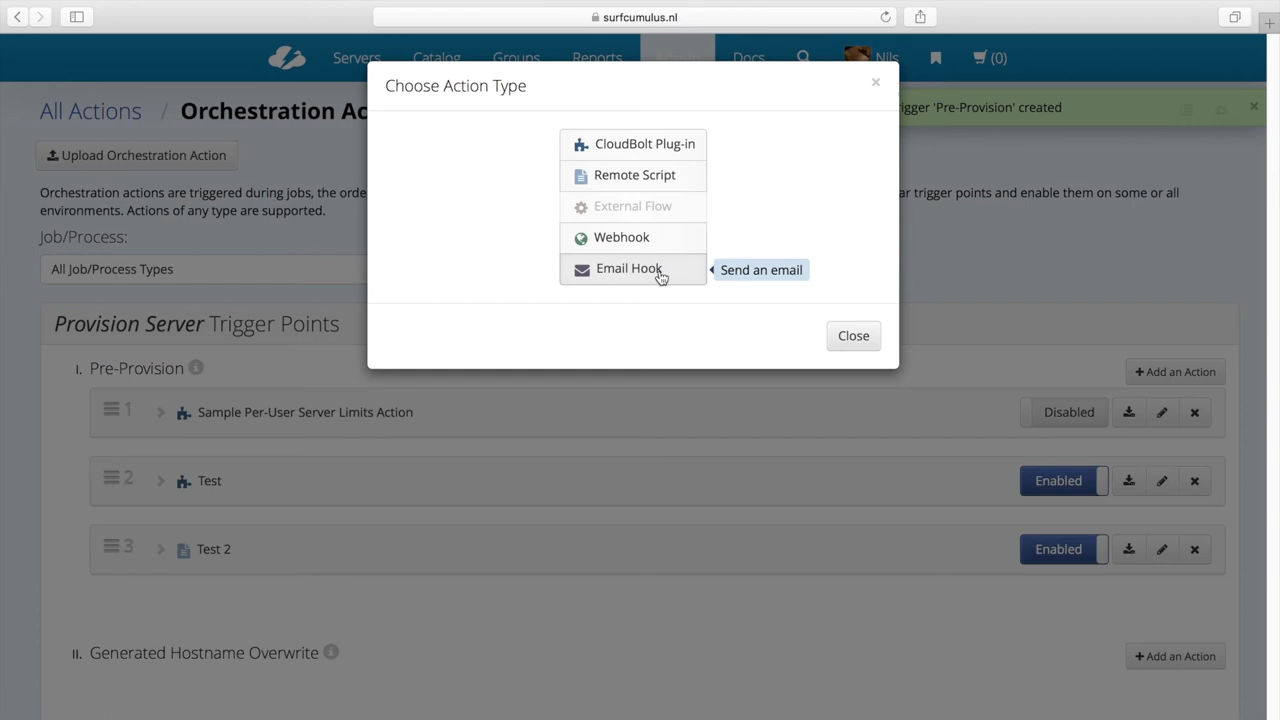 surfcumulus.nl
Servers Catalog Groups Reports Docs Nils (0)
Choose Action Type ×
All Actions / Orchestration Ac
rigger 'Pre-Provision' created ×
Upload Orchestration Action
CloudBolt Plug-in
Remote Script
External Flow
Webhook
Email Hook
Send an email
Orchestration actions are triggered during jobs, the orde
ar trigger points and enable them on some or all
environments. Actions of any type are supported.
Job/Process:
All Job/Process Types
Close
Provision Server Trigger Points
I. Pre-Provision
+ Add an Action
1 Sample Per-User Server Limits Action Disabled
2 Test Enabled
3 Test 2 Enabled
II. Generated Hostname Overwrite
+ Add an Action